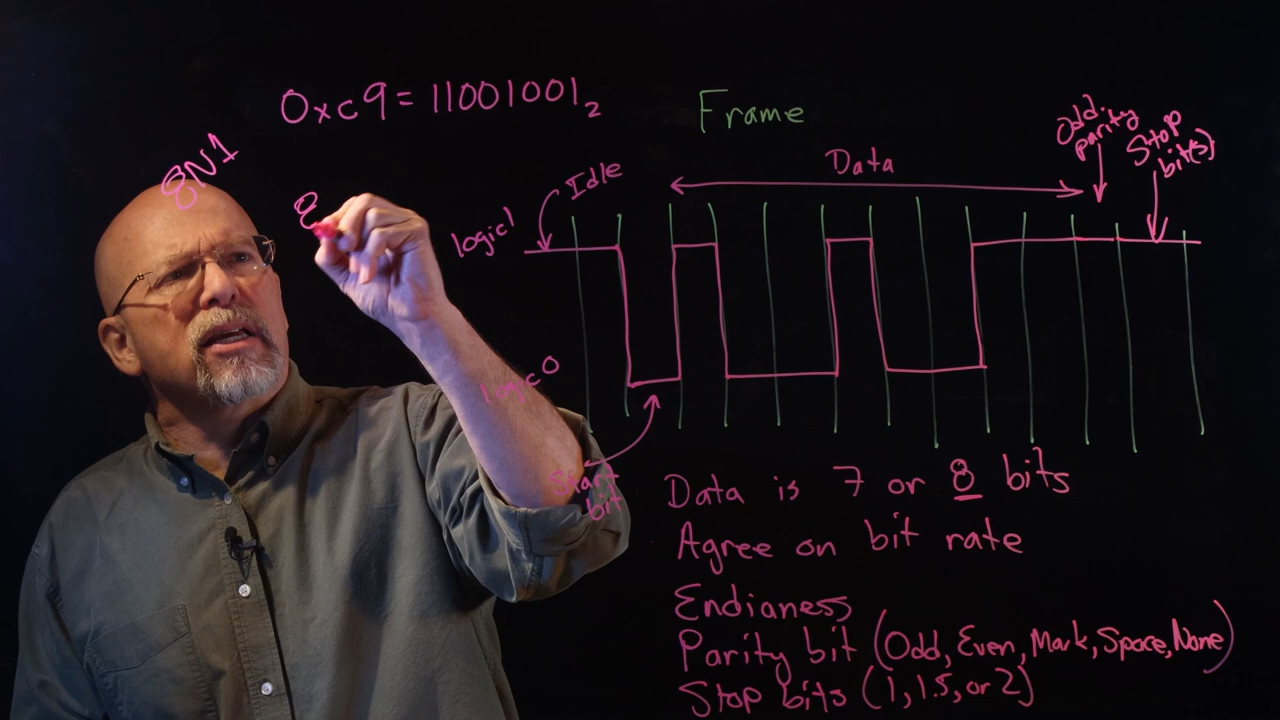 0xc9 = 11001001₂
Frame
8N1
8
Odd
parity
Stop
bit(s)
Data
Idle
logic 1
logic 0
Start
bit
Data is 7 or 8 bits
Agree on bit rate
Endianess
Parity bit (Odd, Even, Mark, Space, None)
Stop bits (1, 1.5, or 2)